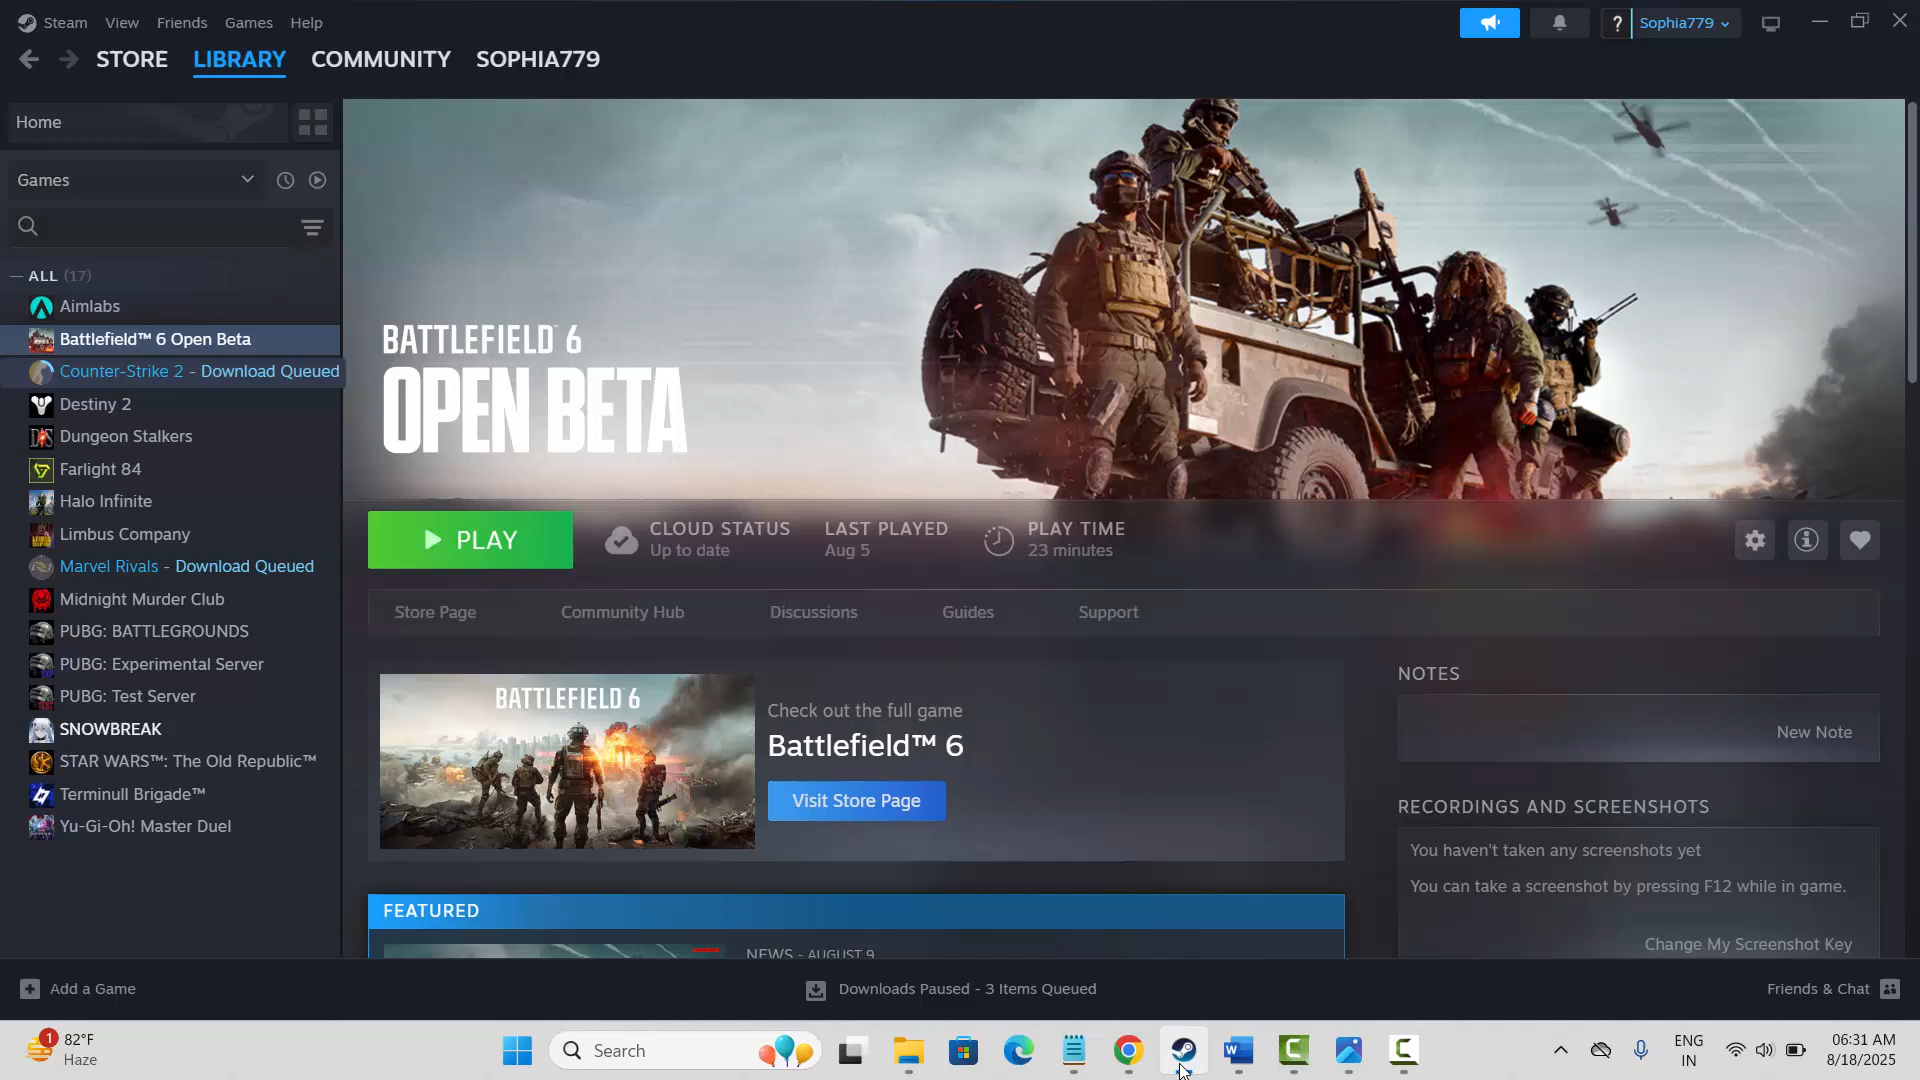 Steam View Friends Games Help
? Sophia779
STORE LIBRARY COMMUNITY SOPHIA779
Home
Games
ALL (17)
Aimlabs
Battlefield™ 6 Open Beta
Counter-Strike 2 - Download Queued
Destiny 2
Dungeon Stalkers
Farlight 84
Halo Infinite
Limbus Company
Marvel Rivals - Download Queued
Midnight Murder Club
PUBG: BATTLEGROUNDS
PUBG: Experimental Server
PUBG: Test Server
SNOWBREAK
STAR WARS™: The Old Republic™
Terminull Brigade™
Yu-Gi-Oh! Master Duel
BATTLEFIELD 6
OPEN BETA
PLAY
CLOUD STATUS
Up to date
LAST PLAYED
Aug 5
PLAY TIME
23 minutes
Store Page Community Hub Discussions Guides Support
BATTLEFIELD 6
Check out the full game
Battlefield™ 6
Visit Store Page
NOTES
New Note
RECORDINGS AND SCREENSHOTS
You haven't taken any screenshots yet
You can take a screenshot by pressing F12 while in game.
Change My Screenshot Key
FEATURED
NEWS - AUGUST 9
Add a Game
Downloads Paused - 3 Items Queued
Friends & Chat
1
82°F
Haze
Search
ENG
IN
06:31 AM
8/18/2025